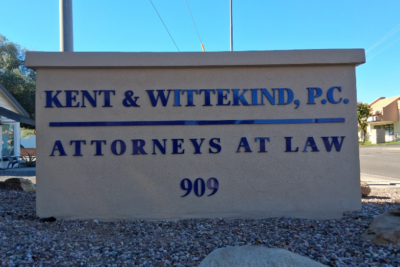 KENT & WITTEKIND, P.C.
ATTORNEYS AT LAW
909